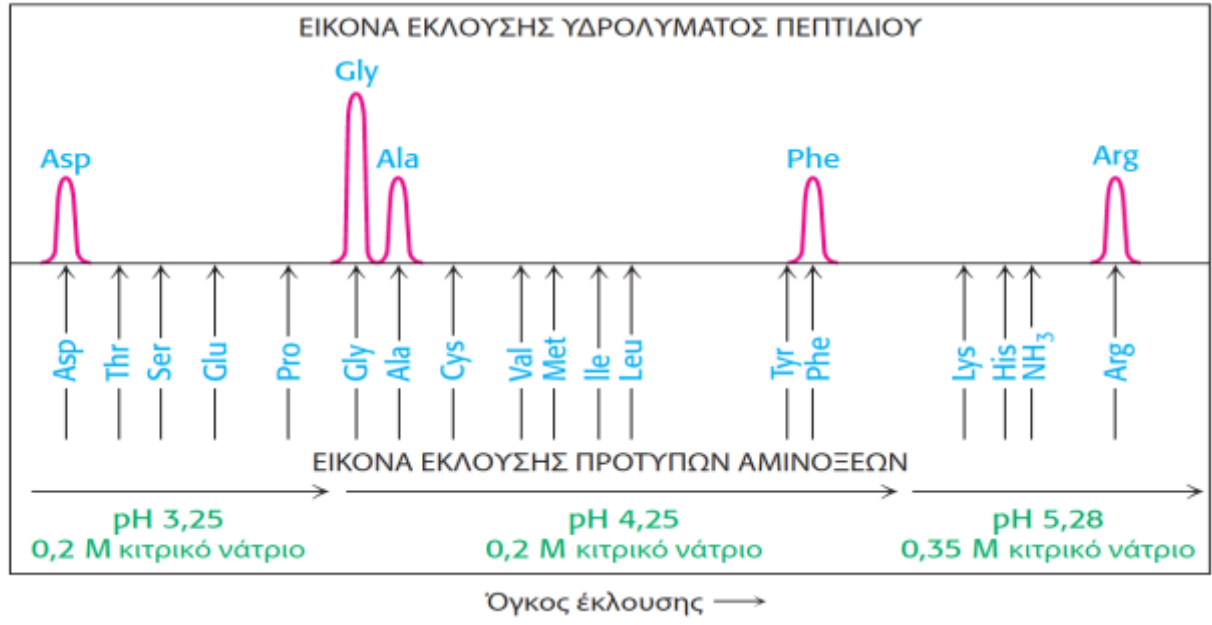 ΕΙΚΟΝΑ ΕΚΛΟΥΣΗΣ ΥΔΡΟΛΥΜΑΤΟΣ ΠΕΠΤΙΔΙΟΥ
Gly
Asp Ala Phe Arg
Asp Thr Ser Glu Pro Gly Ala Cys Val Met Ile Leu Tyr Phe Lys His NH3 Arg
ΕΙΚΟΝΑ ΕΚΛΟΥΣΗΣ ΠΡΟΤΥΠΩΝ ΑΜΙΝΟΞΕΩΝ
pH 3,25 pH 4,25 pH 5,28
0,2 M κιτρικό νάτριο 0,2 M κιτρικό νάτριο 0,35 M κιτρικό νάτριο
Όγκος έκλουσης